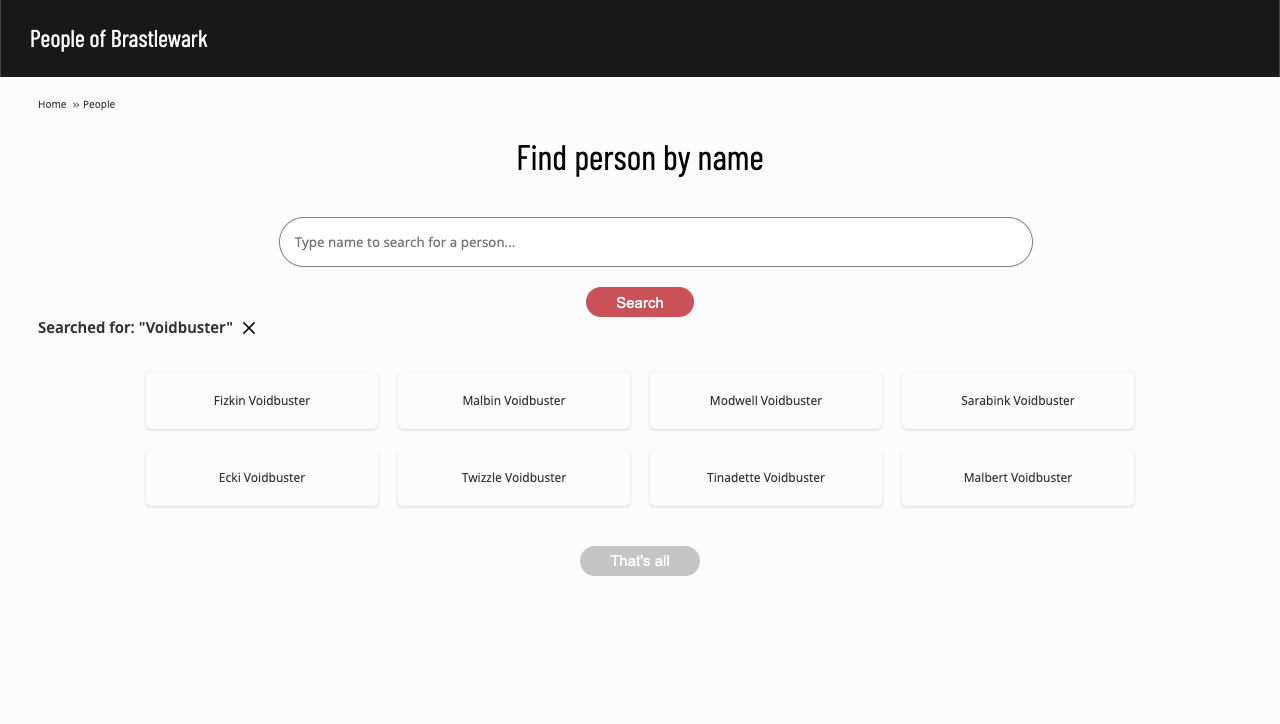 People of Brastlewark
Home » People
Find person by name
Type name to search for a person...
Search
Searched for: "Voidbuster"
Fizkin Voidbuster
Malbin Voidbuster
Modwell Voidbuster
Sarabink Voidbuster
Ecki Voidbuster
Twizzle Voidbuster
Tinadette Voidbuster
Malbert Voidbuster
That's all